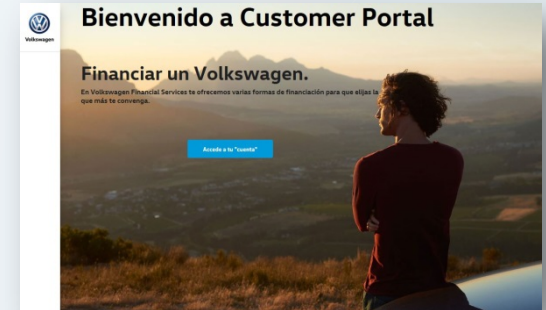 Bienvenido a Customer Portal
Volkswagen
Financiar un Volkswagen.
En Volkswagen Financial Services te ofrecemos varias formas de financiación para que elijas la
que más te convenga.
Accede a tu "cuenta"